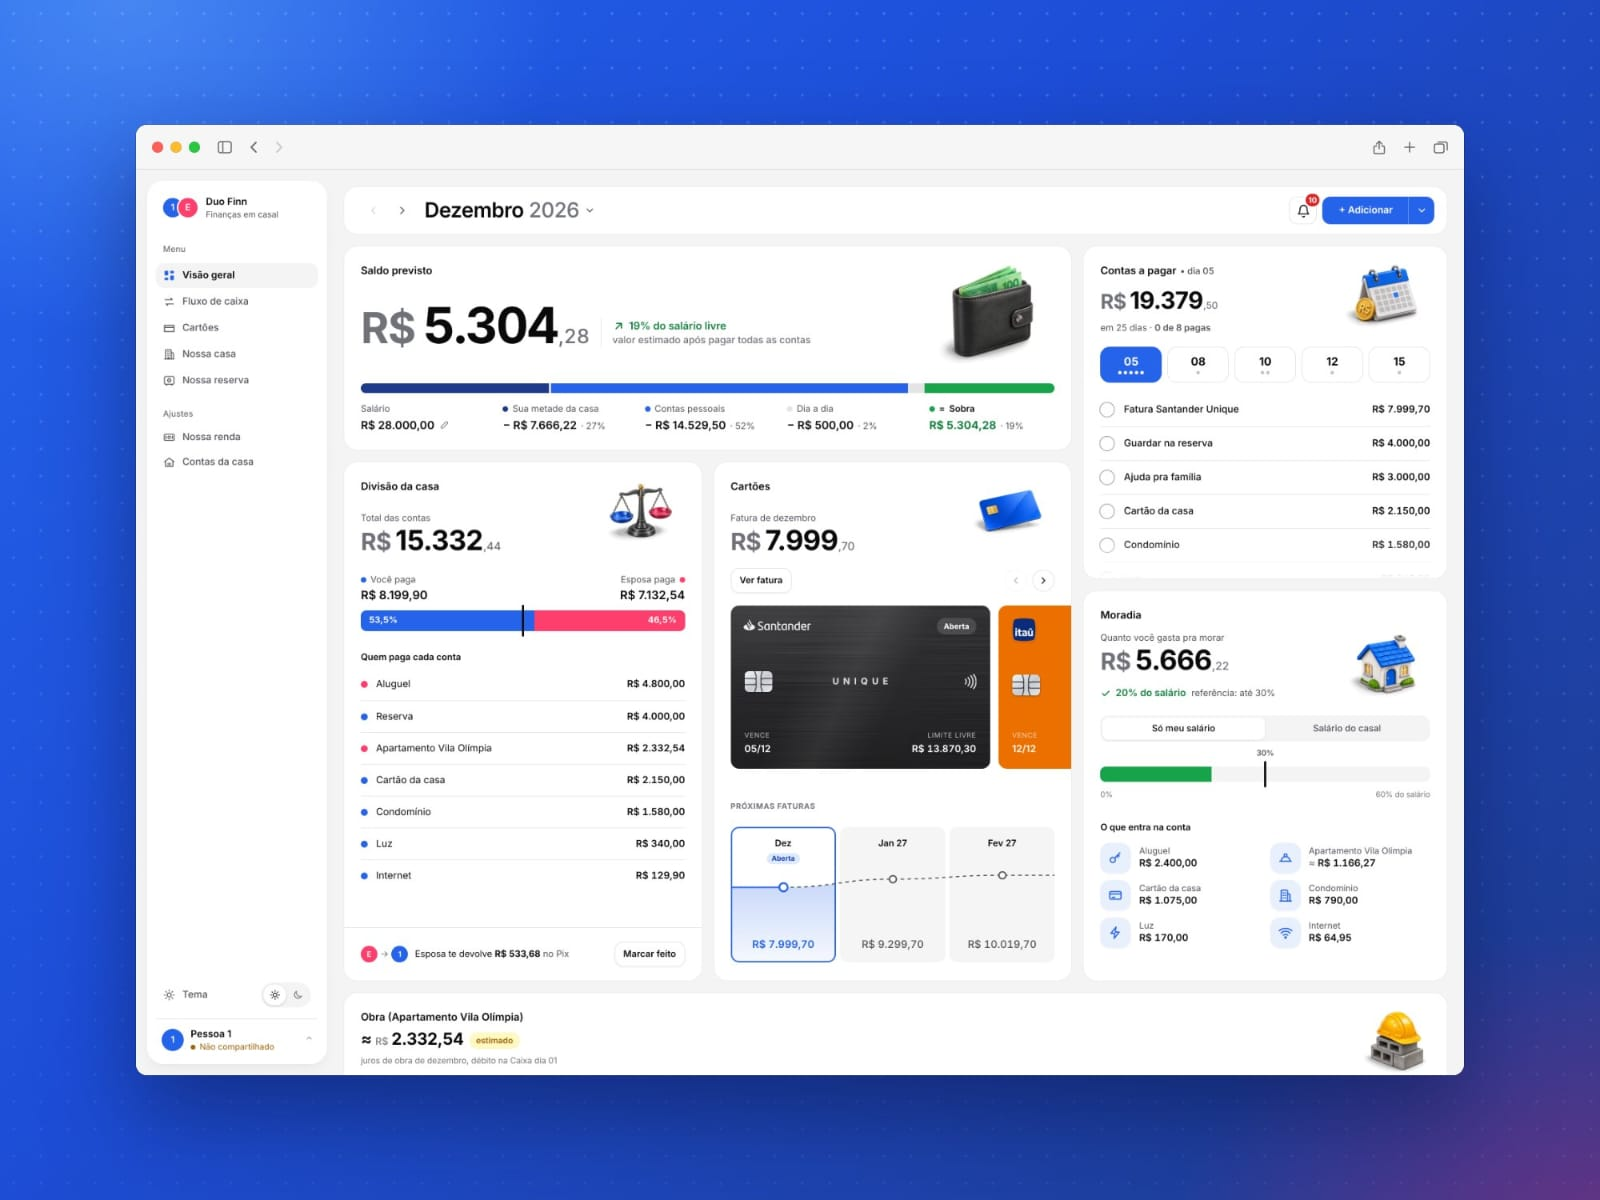 1 E
Duo Finn
Finanças em casal
Menu
Visão geral
Fluxo de caixa
Cartões
Nossa casa
Nossa reserva
Ajustes
Nossa renda
Contas da casa
Tema
1
Pessoa 1
Não compartilhado
Dezembro 2026
10
+ Adicionar
Saldo previsto
R$ 5.304,28
19% do salário livre
valor estimado após pagar todas as contas
100
Salário
R$ 28.000,00
Sua metade da casa
− R$ 7.666,22 · 27%
Contas pessoais
− R$ 14.529,50 · 52%
Dia a dia
− R$ 500,00 · 2%
= Sobra
R$ 5.304,28 · 19%
Contas a pagar • dia 05
R$ 19.379,50
em 25 dias · 0 de 8 pagas
05
08
10
12
15
Fatura Santander Unique R$ 7.999,70
Guardar na reserva R$ 4.000,00
Ajuda pra família R$ 3.000,00
Cartão da casa R$ 2.150,00
Condomínio R$ 1.580,00
Divisão da casa
Total das contas
R$ 15.332,44
Você paga
R$ 8.199,90
Esposa paga
R$ 7.132,54
53,5%
46,5%
Quem paga cada conta
Aluguel R$ 4.800,00
Reserva R$ 4.000,00
Apartamento Vila Olímpia R$ 2.332,54
Cartão da casa R$ 2.150,00
Condomínio R$ 1.580,00
Luz R$ 340,00
Internet R$ 129,90
E → 1 Esposa te devolve R$ 533,68 no Pix
Marcar feito
Cartões
Fatura de dezembro
R$ 7.999,70
Ver fatura
Santander
Aberta
UNIQUE
VENCE
05/12
LIMITE LIVRE
R$ 13.870,30
itaú
VENCE
12/12
PRÓXIMAS FATURAS
Dez
Aberta
R$ 7.999,70
Jan 27
R$ 9.299,70
Fev 27
R$ 10.019,70
Moradia
Quanto você gasta pra morar
R$ 5.666,22
20% do salário referência: até 30%
Só meu salário
Salário do casal
30%
0%
60% do salário
O que entra na conta
Aluguel
R$ 2.400,00
Apartamento Vila Olímpia
≈ R$ 1.166,27
Cartão da casa
R$ 1.075,00
Condomínio
R$ 790,00
Luz
R$ 170,00
Internet
R$ 64,95
Obra (Apartamento Vila Olímpia)
≈ R$ 2.332,54 estimado
juros de obra de dezembro, débito na Caixa dia 01